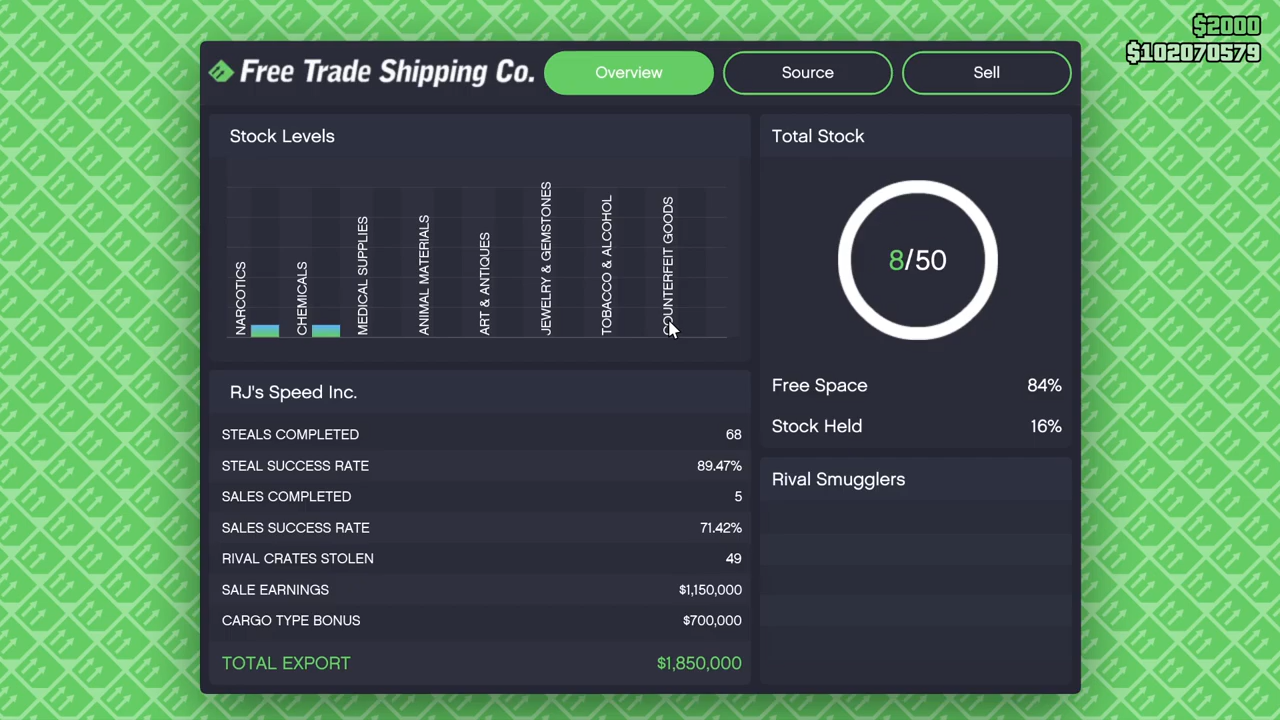 $2000
$102070579
Free Trade Shipping Co.
Overview
Source
Sell
Stock Levels
NARCOTICS
CHEMICALS
MEDICAL SUPPLIES
ANIMAL MATERIALS
ART & ANTIQUES
JEWELRY & GEMSTONES
TOBACCO & ALCOHOL
COUNTERFEIT GOODS
Total Stock
8/50
Free Space 84%
Stock Held 16%
RJ's Speed Inc.
STEALS COMPLETED 68
STEAL SUCCESS RATE 89.47%
SALES COMPLETED 5
SALES SUCCESS RATE 71.42%
RIVAL CRATES STOLEN 49
SALE EARNINGS $1,150,000
CARGO TYPE BONUS $700,000
TOTAL EXPORT $1,850,000
Rival Smugglers